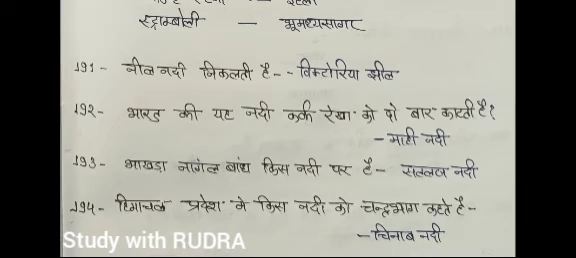 इटली
स्ट्राम्बोली — भूमध्यसागर
191- नील नदी निकलती है - - विक्टोरिया झील
192- भारत की यह नदी कर्क रेखा को दो बार काटती है?
- माही नदी
193- भाखडा नांगल बांध किस नदी पर है - सतलज नदी
194- हिमाचल प्रदेश में किस नदी को चन्द्रभाग कहते है -
- चिनाब नदी
Study with RUDRA